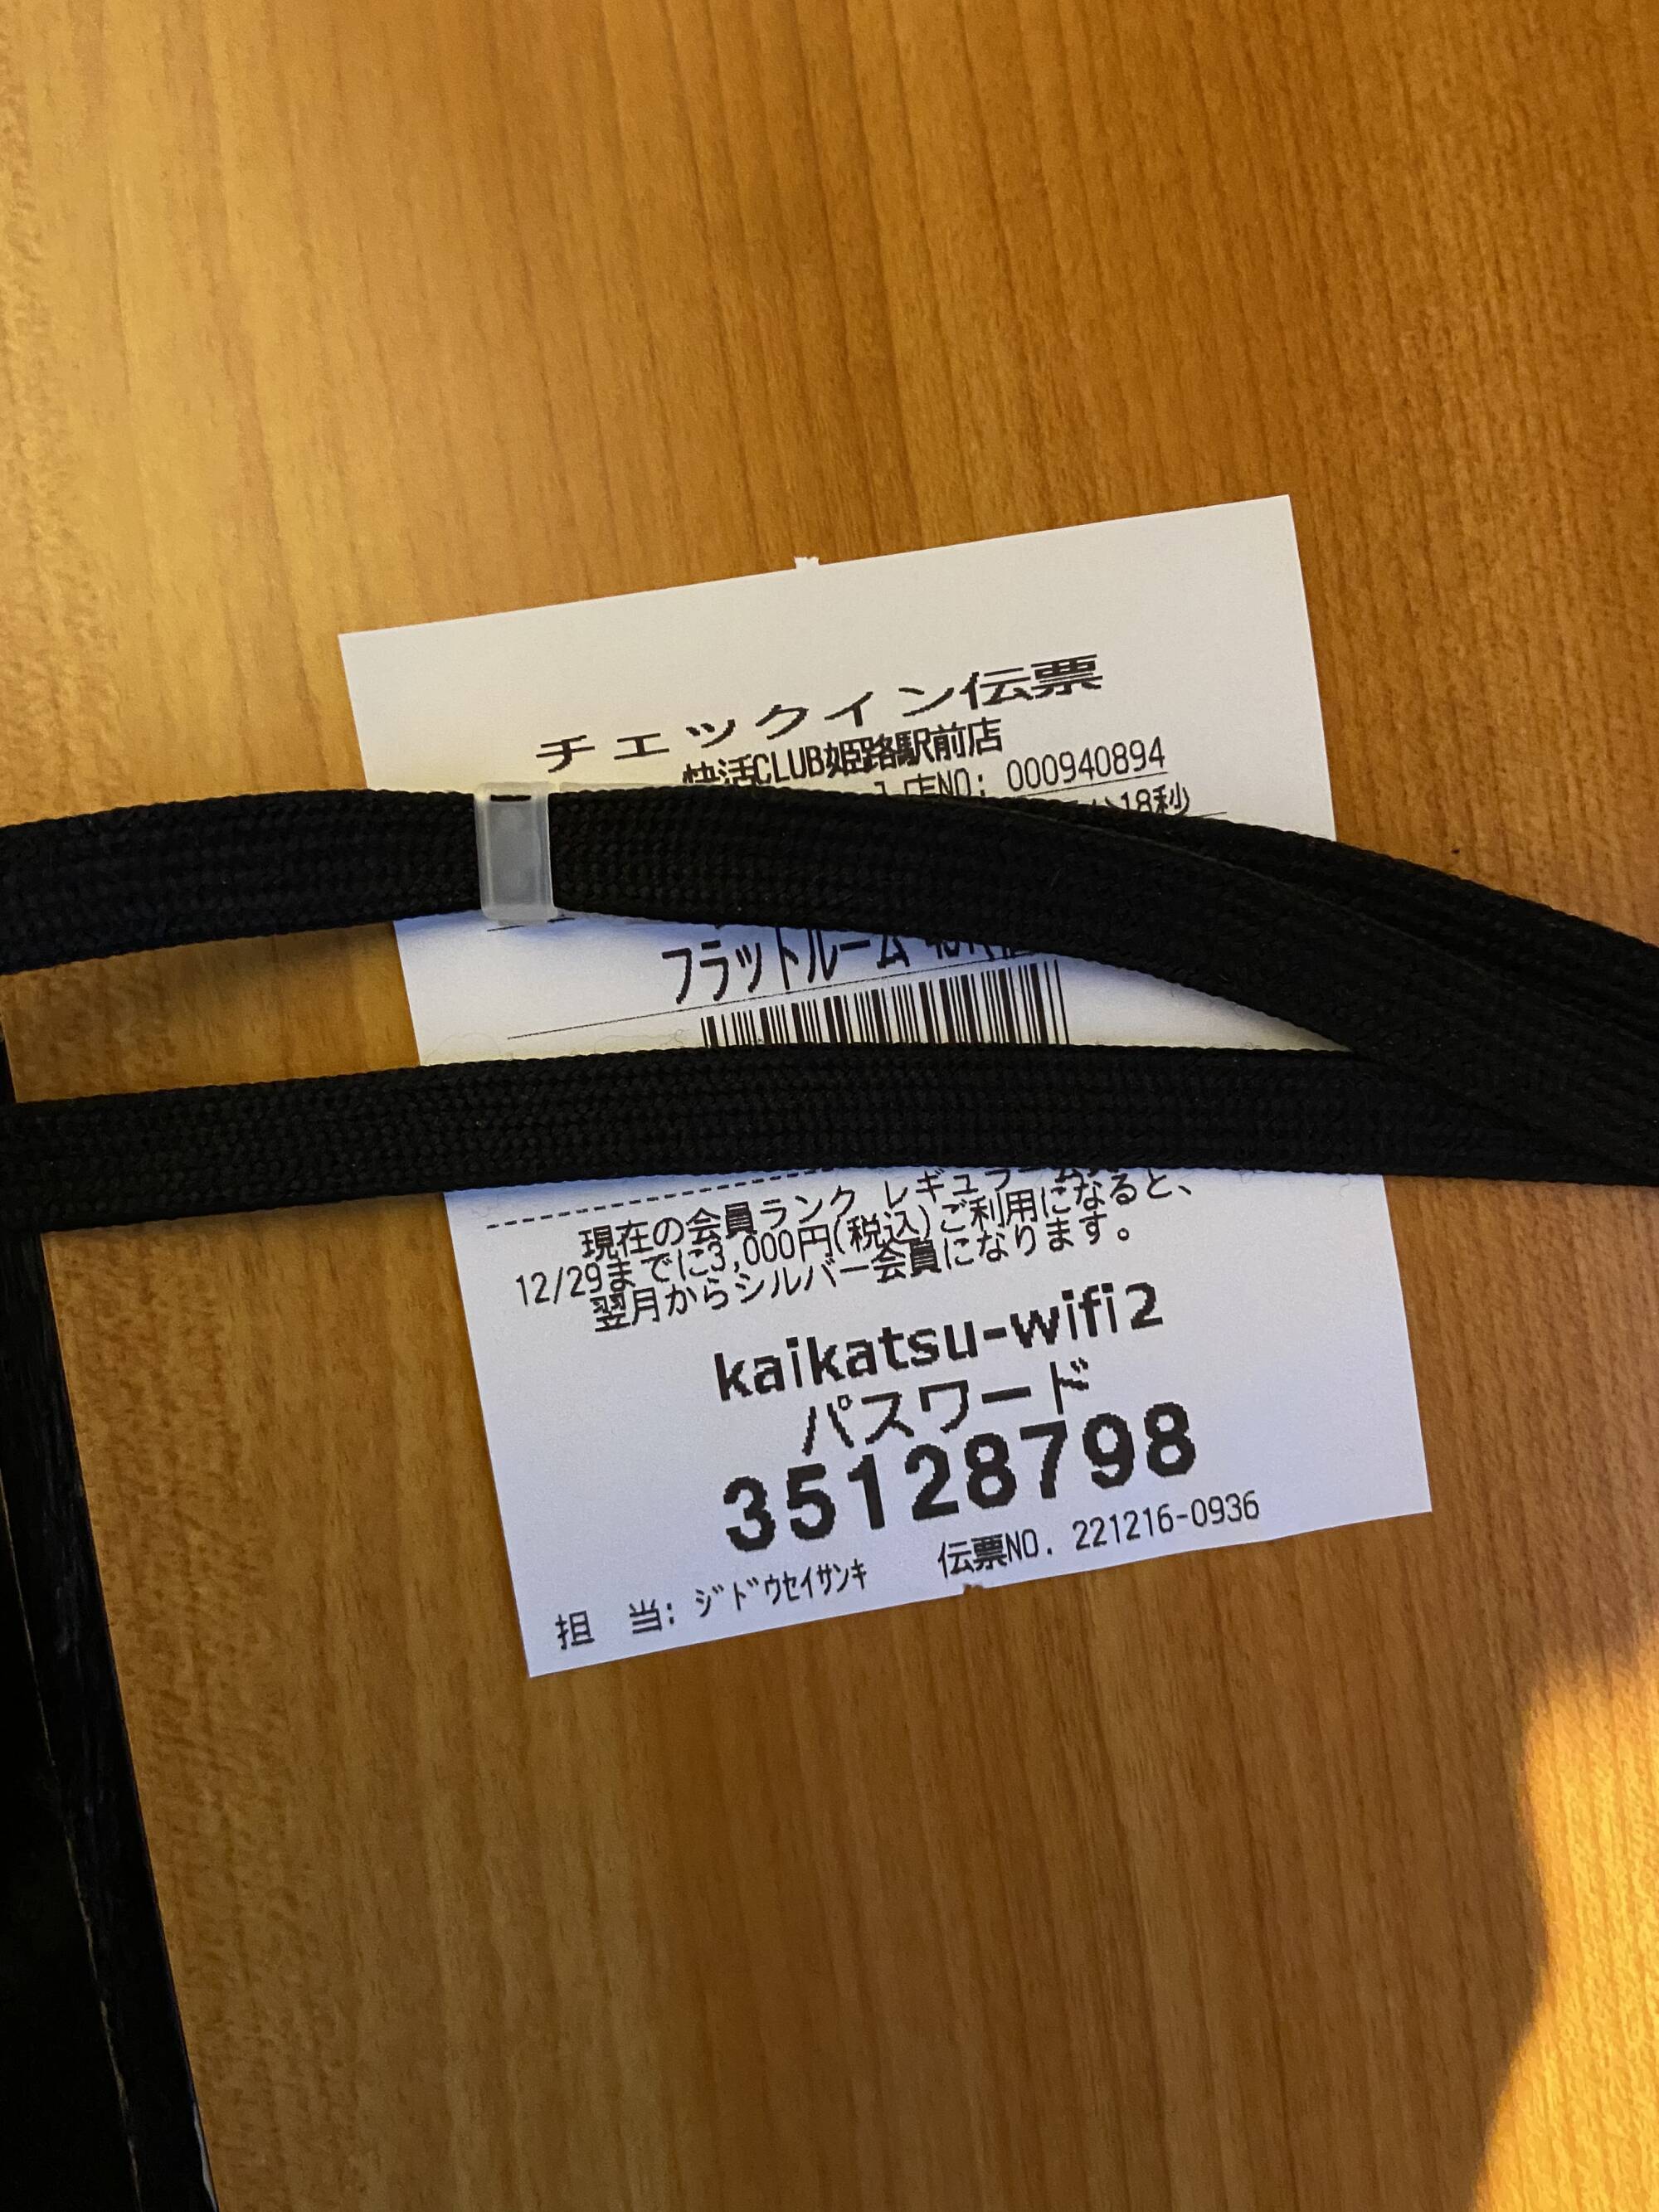 チェックイン伝票
快活CLUB姫路駅前店
入店NO: 000940894
18秒
フラットルーム
現在の会員ランク レギュラー
12/29までに3,000円(税込)ご利用になると、
翌月からシルバー会員になります。
kaikatsu-wifi2
パスワード
35128798
担 当: ｼﾞﾄﾞｳｾｲｻﾝｷ 伝票NO. 221216-0936